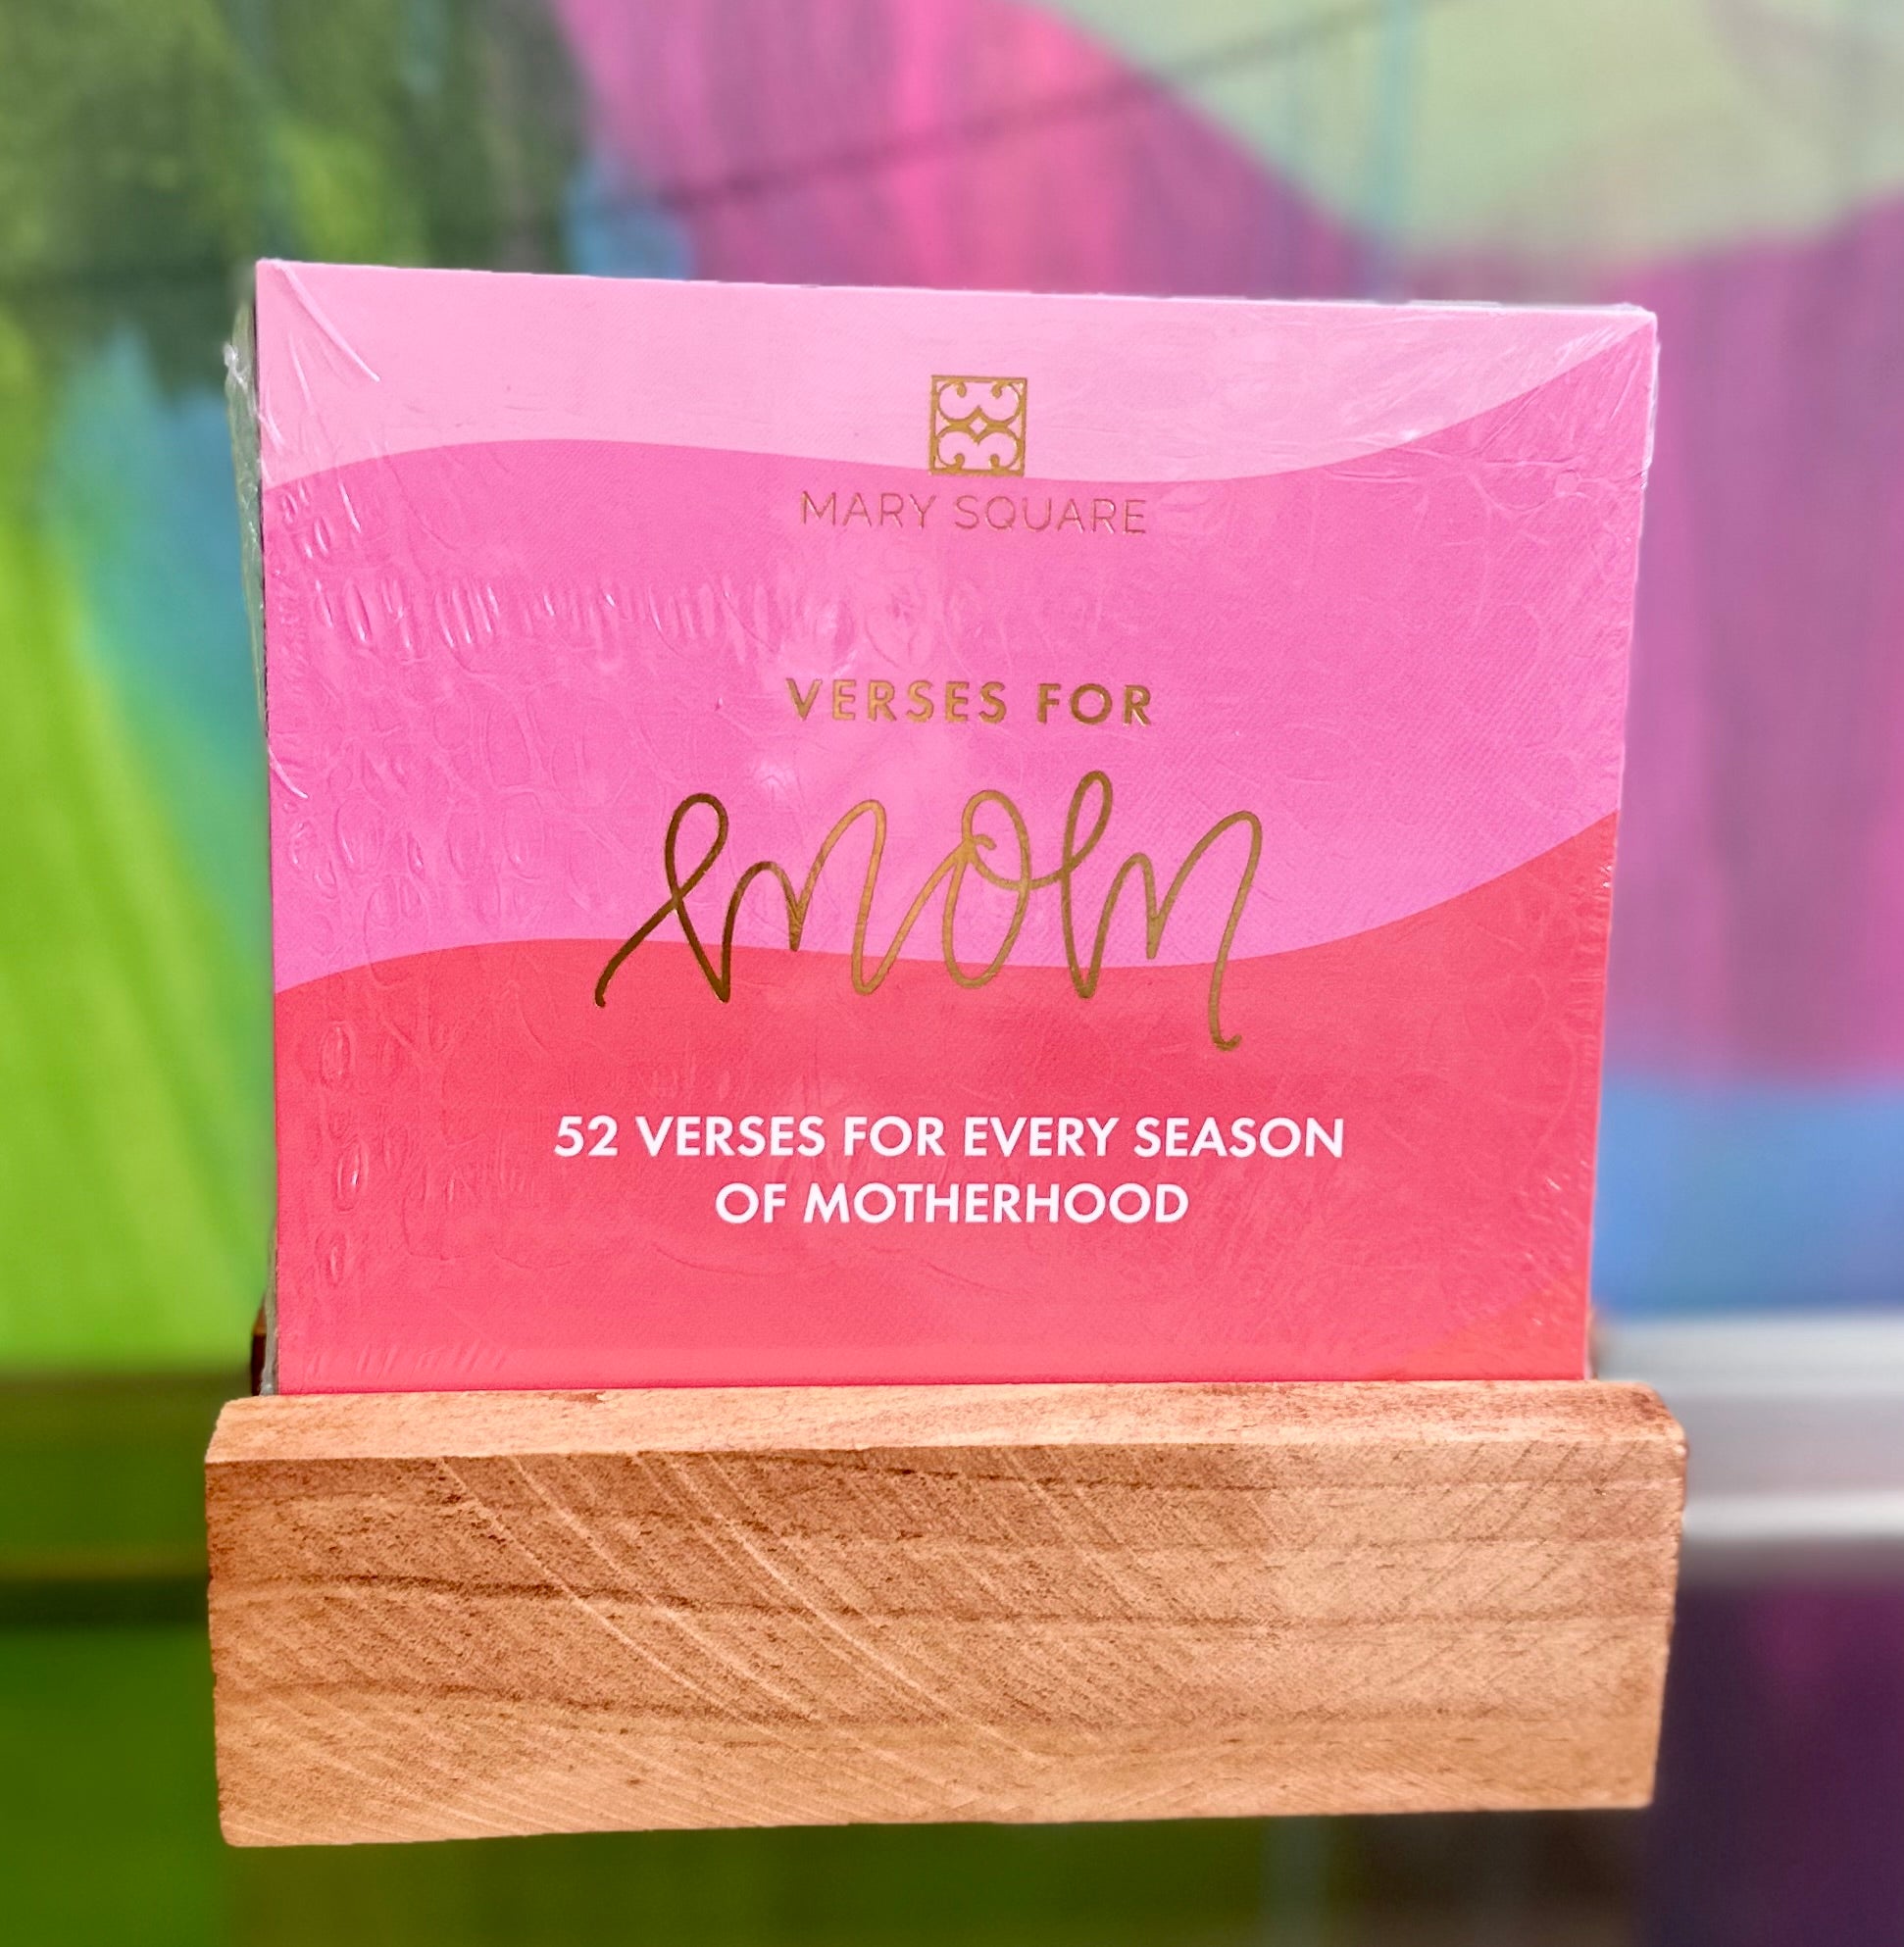 MARY SQUARE
VERSES FOR
mom
52 VERSES FOR EVERY SEASON
OF MOTHERHOOD